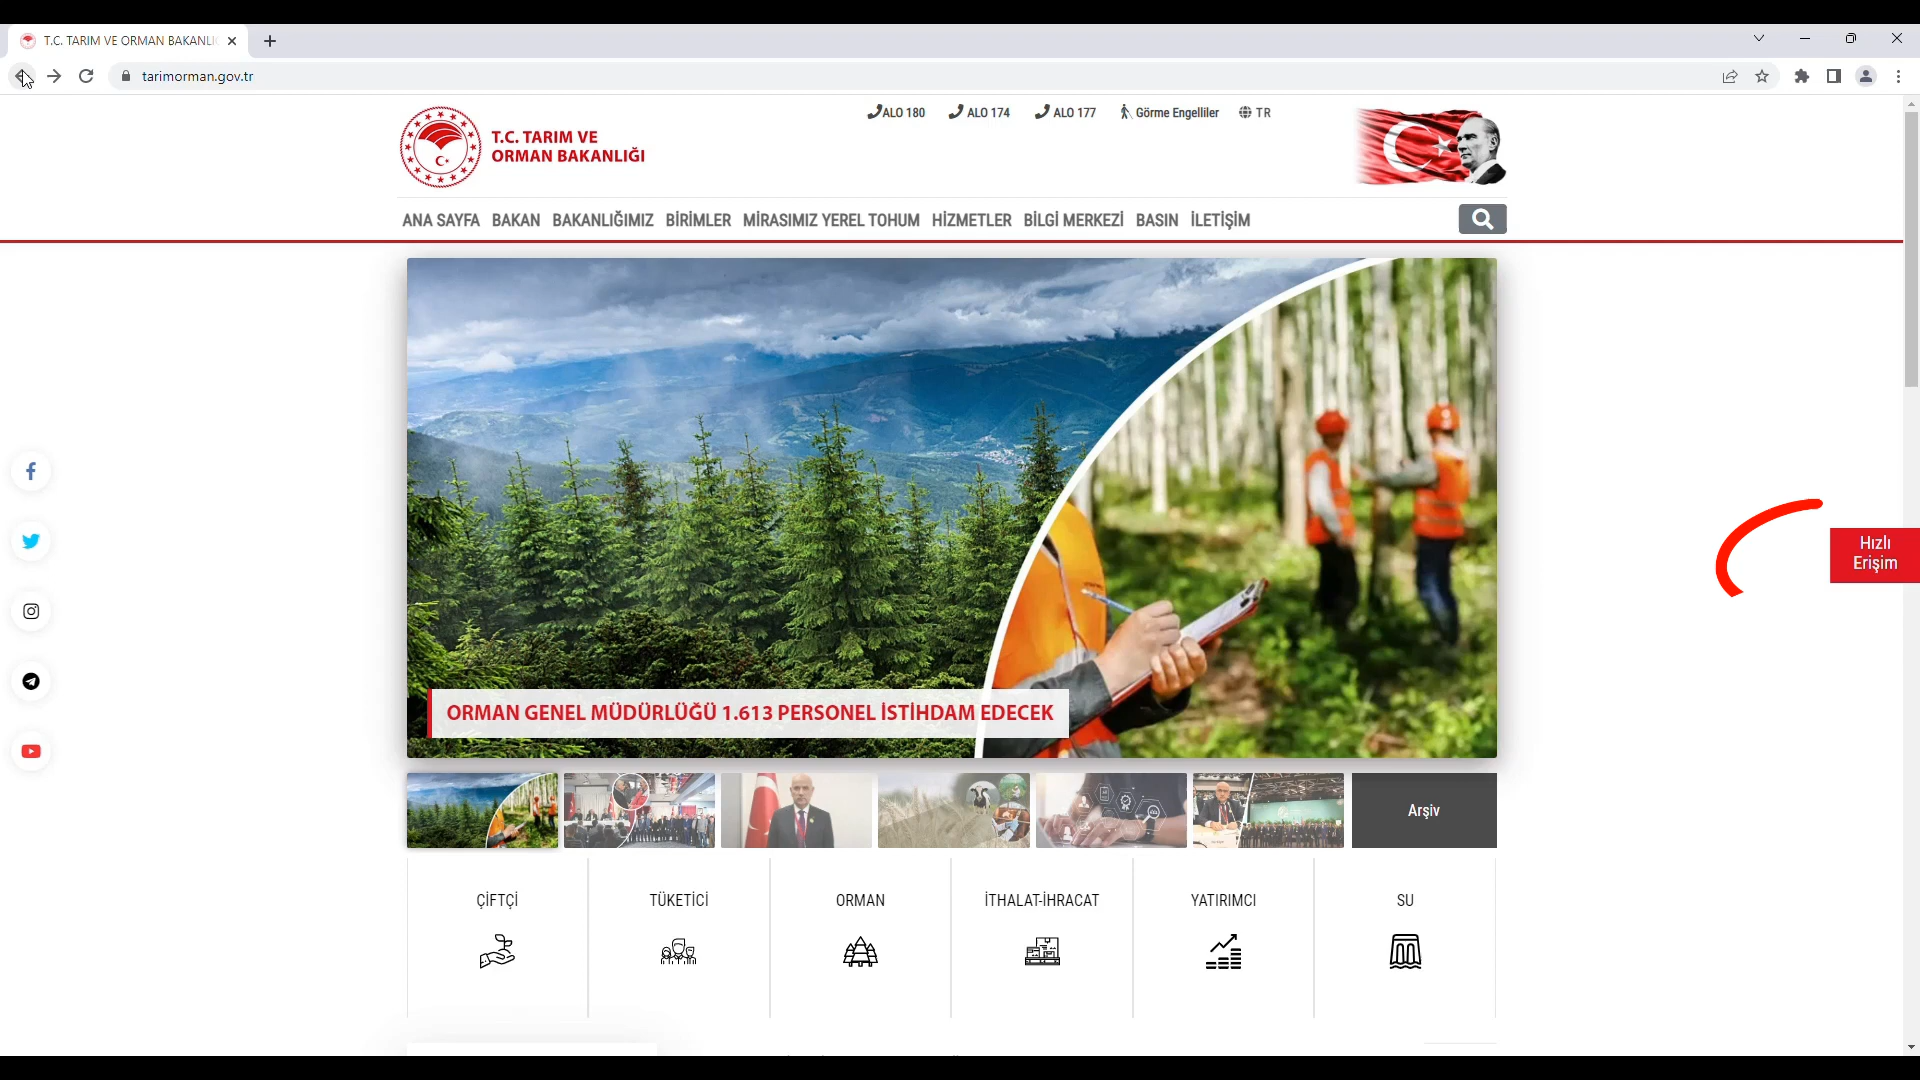 T.C. TARIM VE ORMAN BAKANLI
tarimorman.gov.tr
ALO 180 ALO 174 ALO 177 Görme Engelliler TR
T.C. TARIM VE
ORMAN BAKANLIĞI
ANA SAYFA BAKAN BAKANLIĞIMIZ BİRİMLER MİRASIMIZ YEREL TOHUM HİZMETLER BİLGİ MERKEZİ BASIN İLETİŞİM
Hızlı
Erişim
ORMAN GENEL MÜDÜRLÜĞÜ 1.613 PERSONEL İSTİHDAM EDECEK
Arşiv
ÇİFTÇİ TÜKETİCİ ORMAN İTHALAT-İHRACAT YATIRIMCI SU